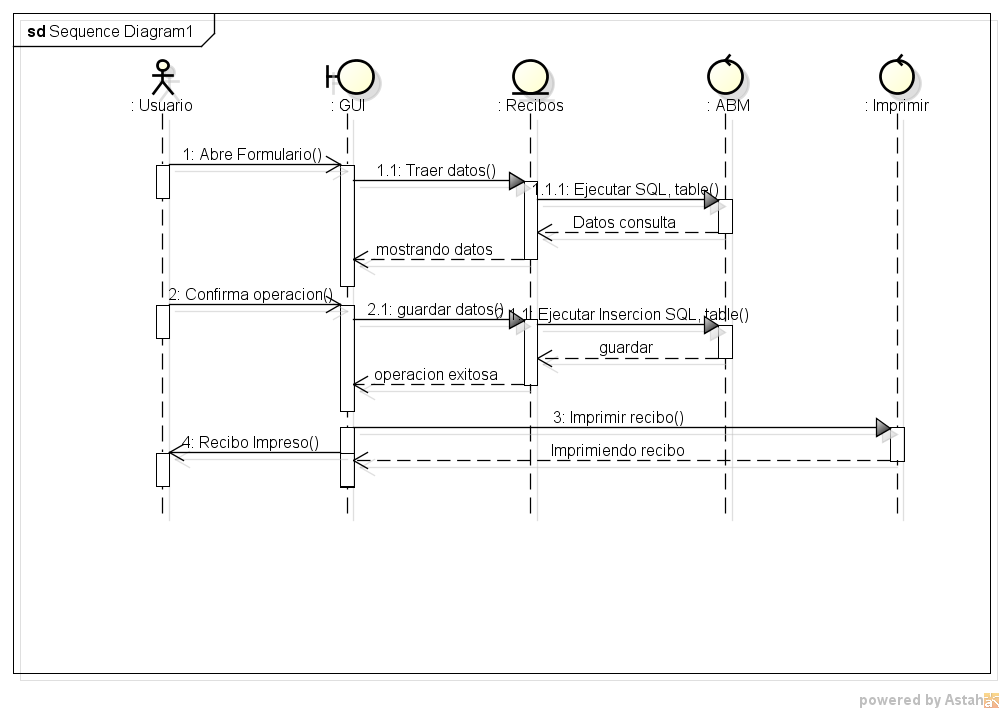 sd Sequence Diagram1
: Usuario
: GUI
: Recibos
: ABM
: Imprimir
1: Abre Formulario()
1.1: Traer datos()
1.1.1: Ejecutar SQL, table()
Datos consulta
mostrando datos
2: Confirma operacion()
2.1: guardar datos()
Ejecutar Insercion SQL, table()
guardar
operacion exitosa
3: Imprimir recibo()
4: Recibo Impreso()
Imprimiendo recibo
powered by Astah